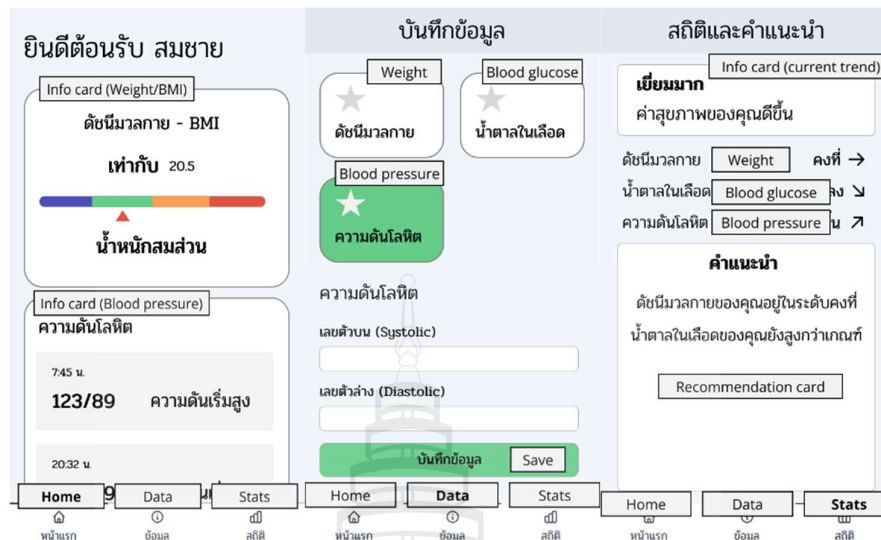 ยินดีต้อนรับ สมชาย
Info card (Weight/BMI)
ดัชนีมวลกาย - BMI
เท่ากับ 20.5
น้ำหนักสมส่วน
Info card (Blood pressure)
ความดันโลหิต
7:45 น.
123/89 ความดันเริ่มสูง
20:32 น.
Home Data Stats
หน้าแรก ข้อมูล สถิติ
บันทึกข้อมูล
Weight Blood glucose
ดัชนีมวลกาย น้ำตาลในเลือด
Blood pressure
ความดันโลหิต
ความดันโลหิต
เลขตัวบน (Systolic)
เลขตัวล่าง (Diastolic)
บันทึกข้อมูล Save
Home Data Stats
หน้าแรก ข้อมูล สถิติ
สถิติและคำแนะนำ
Info card (current trend)
เยี่ยมมาก
ค่าสุขภาพของคุณดีขึ้น
ดัชนีมวลกาย Weight คงที่ →
น้ำตาลในเลือด Blood glucose ↘
ความดันโลหิต Blood pressure ↗
คำแนะนำ
ดัชนีมวลกายของคุณอยู่ในระดับคงที่
น้ำตาลในเลือดของคุณยังสูงกว่าเกณฑ์
Recommendation card
Home Data Stats
หน้าแรก ข้อมูล สถิติ